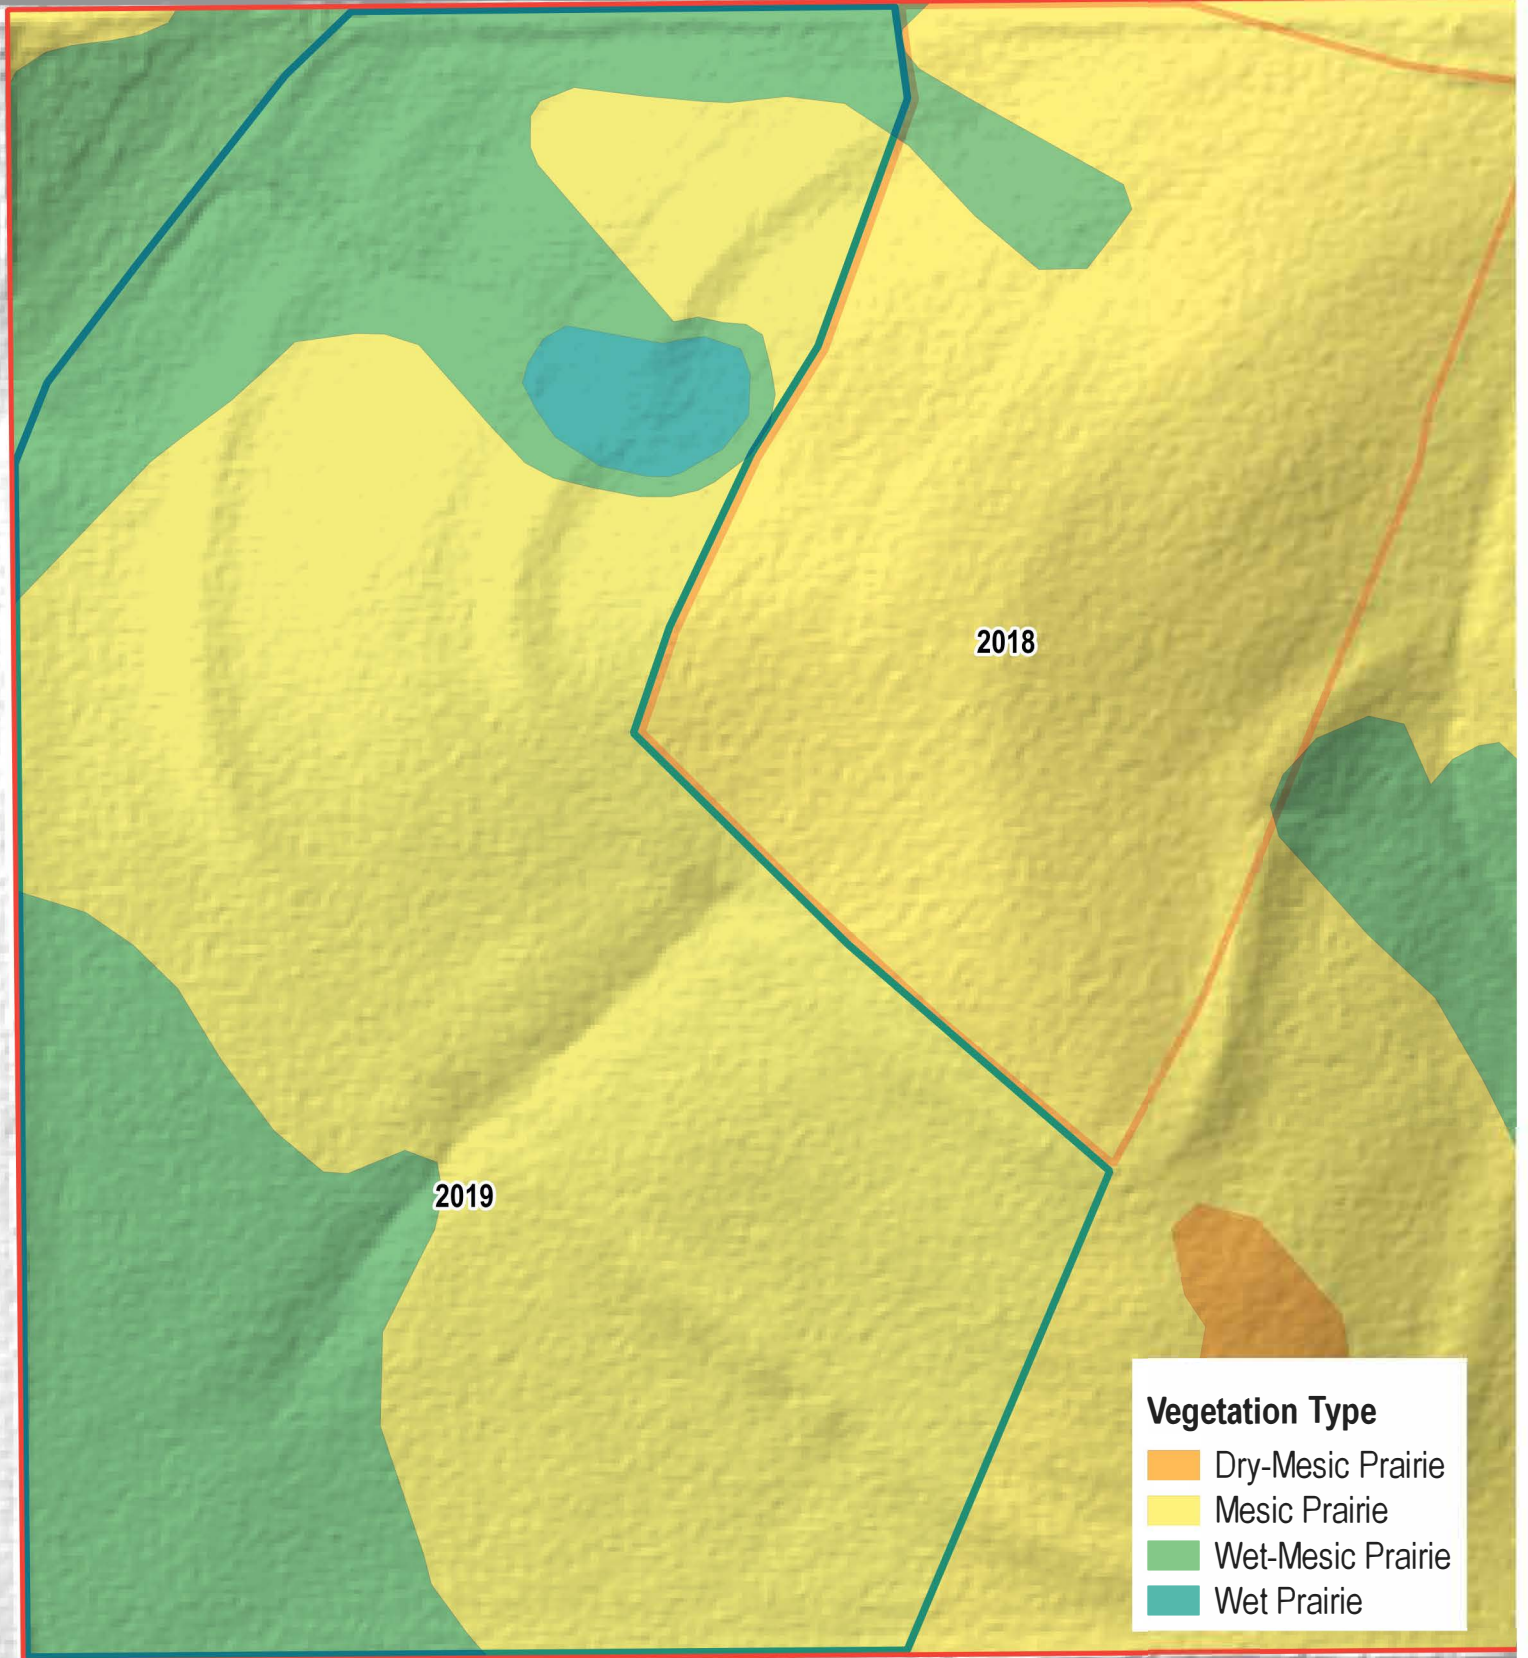 2018
2019
Vegetation Type
Dry-Mesic Prairie
Mesic Prairie
Wet-Mesic Prairie
Wet Prairie